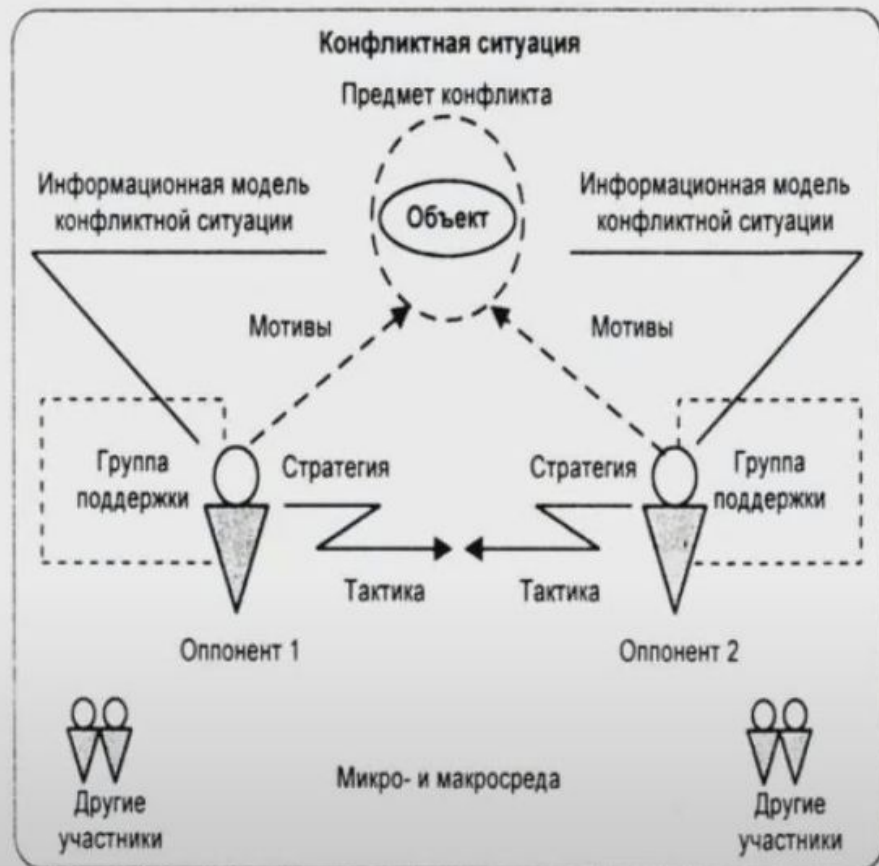 Конфликтная ситуация
Предмет конфликта
Информационная модель
конфликтной ситуации
Объект
Информационная модель
конфликтной ситуации
Мотивы
Мотивы
Группа
поддержки
Стратегия
Стратегия
Группа
поддержки
Тактика
Тактика
Оппонент 1
Оппонент 2
Микро- и макросреда
Другие
участники
Другие
участники